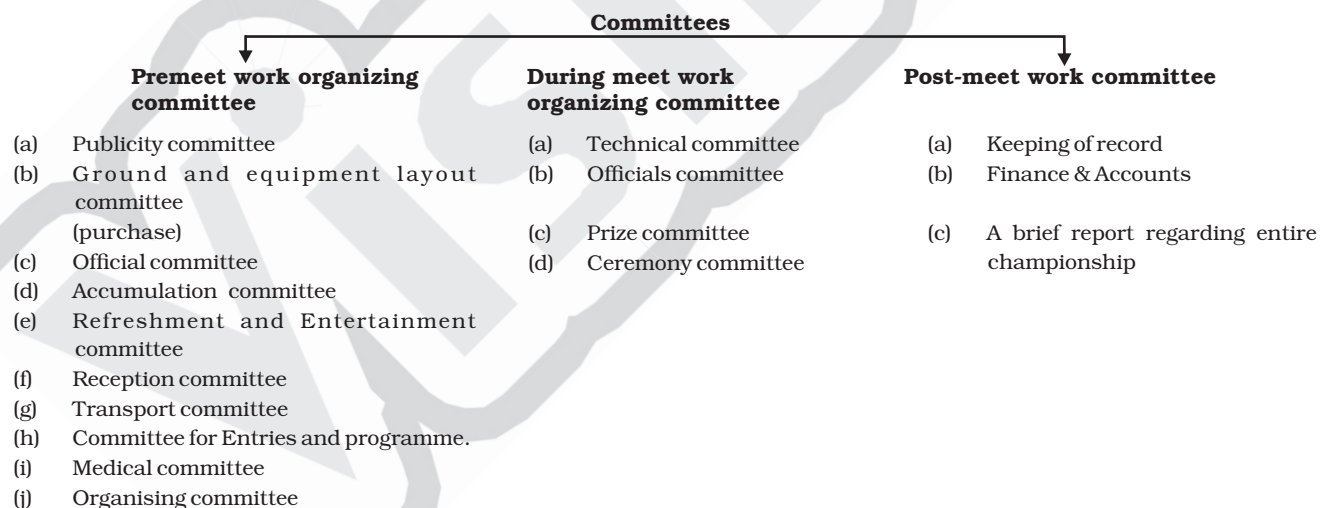 Committees
Premeet work organizing
committee
(a) Publicity committee
(b) Ground and equipment layout
committee
(purchase)
(c) Official committee
(d) Accumulation committee
(e) Refreshment and Entertainment
committee
(f) Reception committee
(g) Transport committee
(h) Committee for Entries and programme.
(i) Medical committee
(j) Organising committee
During meet work
organizing committee
(a) Technical committee
(b) Officials committee
(c) Prize committee
(d) Ceremony committee
Post-meet work committee
(a) Keeping of record
(b) Finance & Accounts
(c) A brief report regarding entire
championship